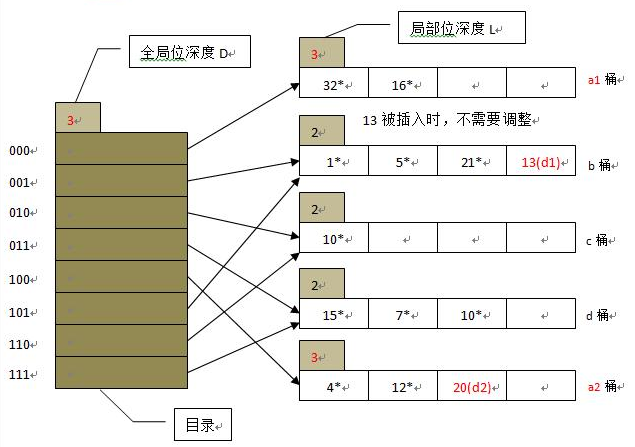 局部位深度 L
全局位深度 D
3
32* 16* a1 桶
3
13 被插入时，不需要调整
2
000
001
1* 5* 21* 13(d1) b 桶
010
2
011
10* c 桶
100
2
101
15* 7* 10* d 桶
110
3
111
4* 12* 20(d2) a2 桶
目录